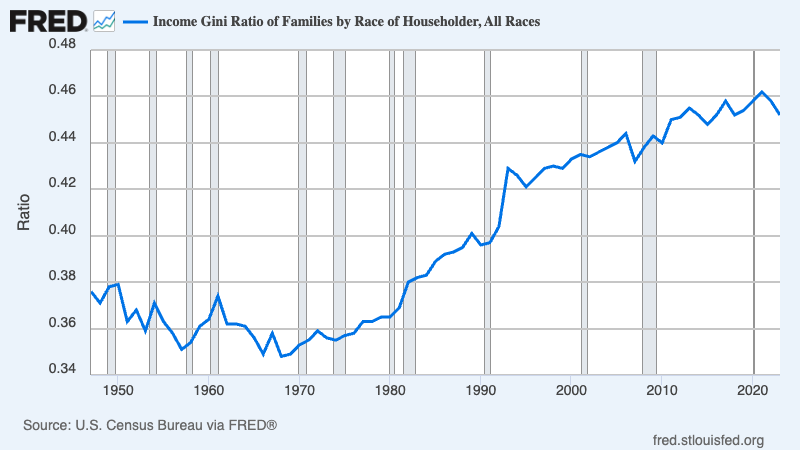 FRED Income Gini Ratio of Families by Race of Householder, All Races
0.48
0.46
0.44
0.42
0.40
0.38
0.36
0.34
Ratio
1950 1960 1970 1980 1990 2000 2010 2020
Source: U.S. Census Bureau via FRED®
fred.stlouisfed.org